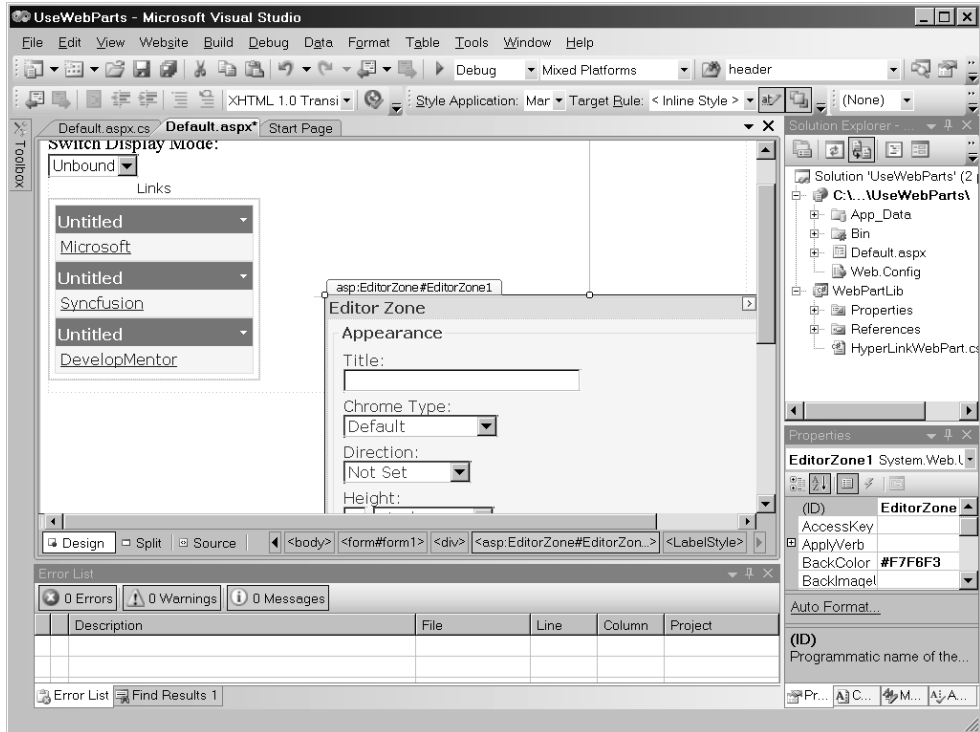 UseWebParts - Microsoft Visual Studio
File Edit View Website Build Debug Data Format Table Tools Window Help
Debug Mixed Platforms header
XHTML 1.0 Transi Style Application: Mar Target Rule: < Inline Style > (None)
Toolbox
Default.aspx.cs Default.aspx* Start Page
Switch Display Mode:
Unbound
Links
Untitled
Microsoft
Untitled
Syncfusion
Untitled
DevelopMentor
asp:EditorZone#EditorZone1
Editor Zone
Appearance
Title:
Chrome Type:
Default
Direction:
Not Set
Height:
Design Split Source <body> <form#form1> <div> <asp:EditorZone#EditorZon...> <LabelStyle>
Solution Explorer - ...
Solution 'UseWebParts' (2
C:\...\UseWebParts\
App_Data
Bin
Default.aspx
Web.Config
WebPartLib
Properties
References
HyperLinkWebPart.cs
Properties
EditorZone1 System.Web.U
(ID) EditorZone
AccessKey
ApplyVerb
BackColor #F7F6F3
BackImageU
Auto Format...
(ID)
Programmatic name of the...
Pr... C... M... A...
Error List
0 Errors 0 Warnings 0 Messages
Description File Line Column Project
Error List Find Results 1